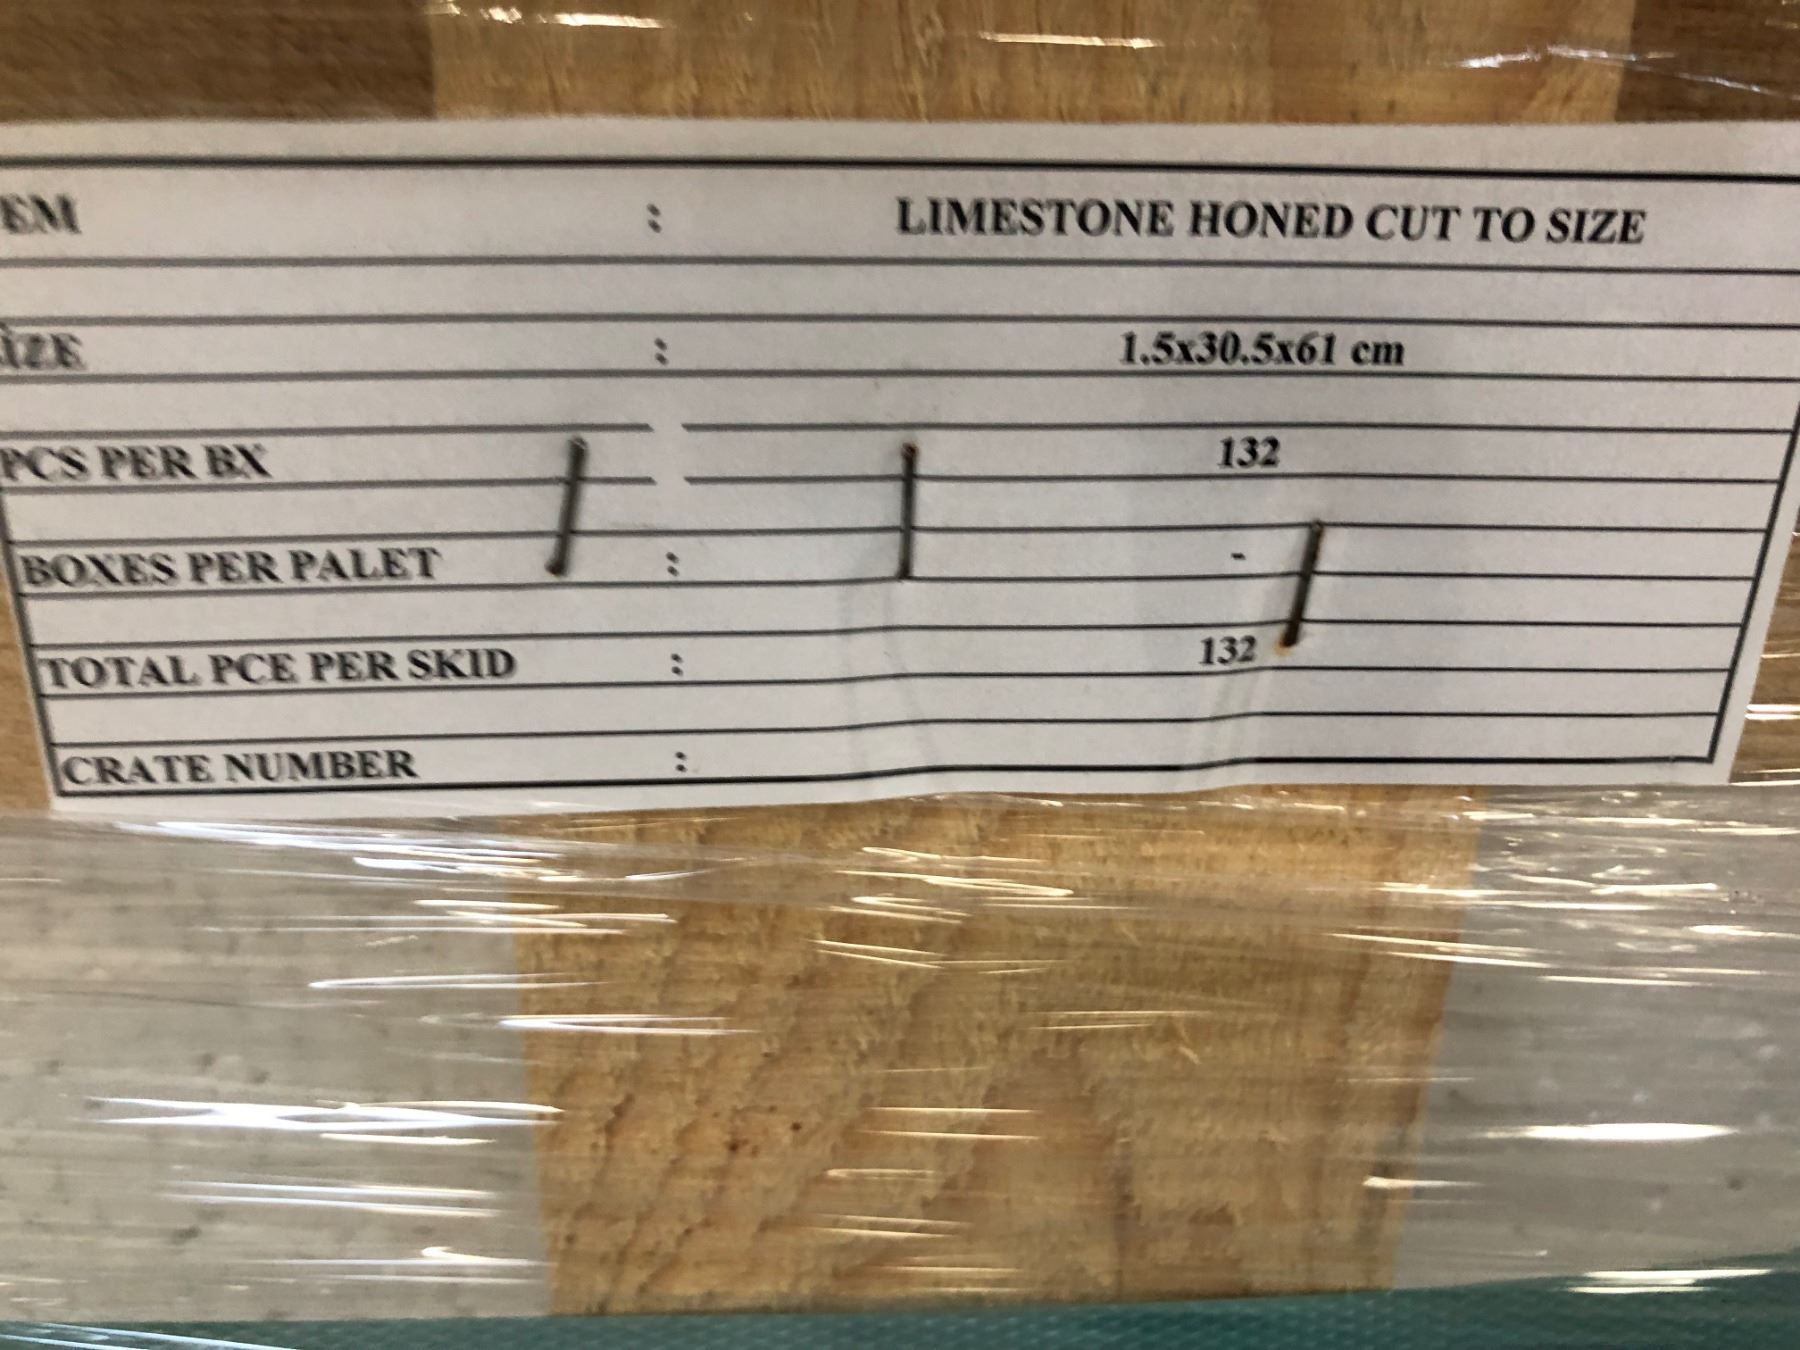 EM : LIMESTONE HONED CUT TO SIZE
İZE : 1.5x30.5x61 cm
PCS PER BX 132
BOXES PER PALET : -
TOTAL PCE PER SKID : 132
CRATE NUMBER :